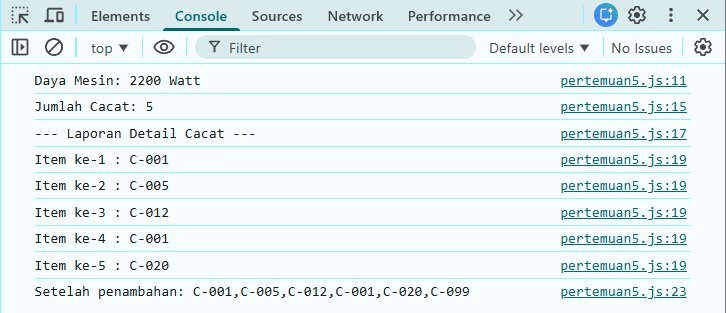 Elements Console Sources Network Performance
top Filter Default levels No Issues
Daya Mesin: 2200 Watt pertemuan5.js:11
Jumlah Cacat: 5 pertemuan5.js:15
--- Laporan Detail Cacat --- pertemuan5.js:17
Item ke-1 : C-001 pertemuan5.js:19
Item ke-2 : C-005 pertemuan5.js:19
Item ke-3 : C-012 pertemuan5.js:19
Item ke-4 : C-001 pertemuan5.js:19
Item ke-5 : C-020 pertemuan5.js:19
Setelah penambahan: C-001,C-005,C-012,C-001,C-020,C-099 pertemuan5.js:23